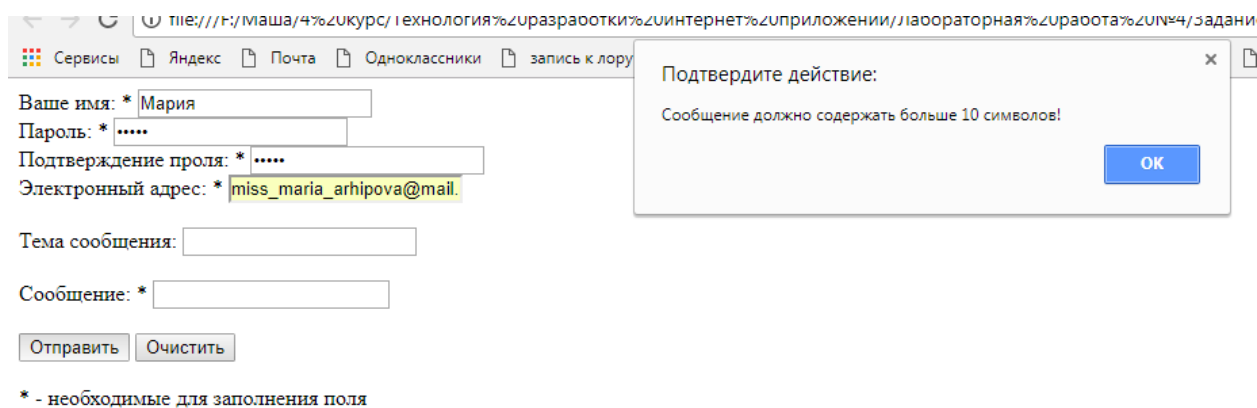 file:///F:/Маша/4%20курс/Технология%20разработки%20интернет%20приложений/Лабораторная%20работа%20№4/Задани
Сервисы Яндекс Почта Одноклассники запись к лору
Подтвердите действие:
Сообщение должно содержать больше 10 символов!
ОК
Ваше имя: * Мария
Пароль: * •••••
Подтверждение проля: * •••••
Электронный адрес: * miss_maria_arhipova@mail.
Тема сообщения:
Сообщение: *
Отправить Очистить
* - необходимые для заполнения поля